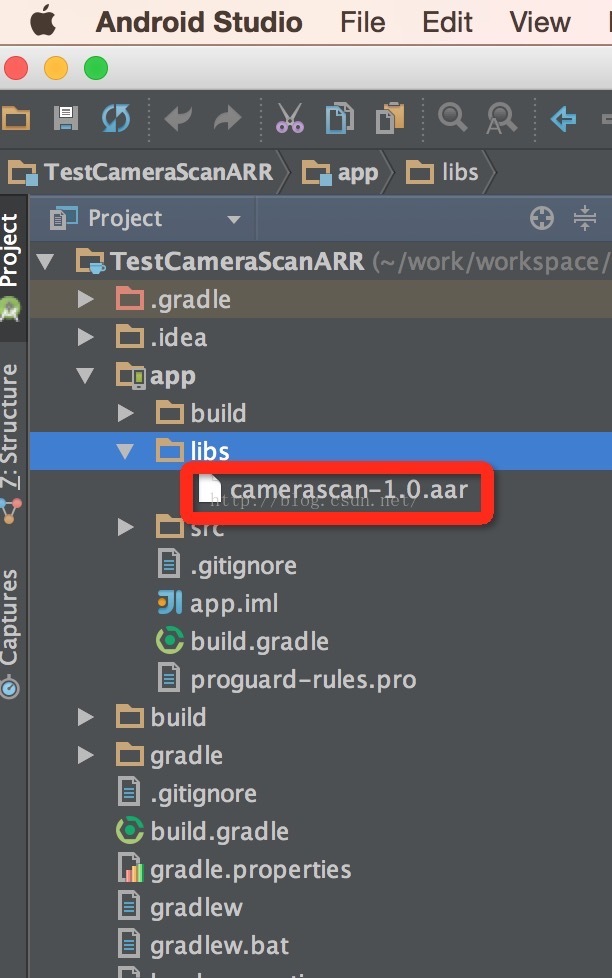 Android Studio File Edit View
TestCameraScanARR app libs
Project
Project
Z: Structure
Captures
TestCameraScanARR (~/work/workspace/
.gradle
.idea
app
build
libs
camerascan-1.0.aar
http://blog.csdn.net/
src
.gitignore
app.iml
build.gradle
proguard-rules.pro
build
gradle
.gitignore
build.gradle
gradle.properties
gradlew
gradlew.bat